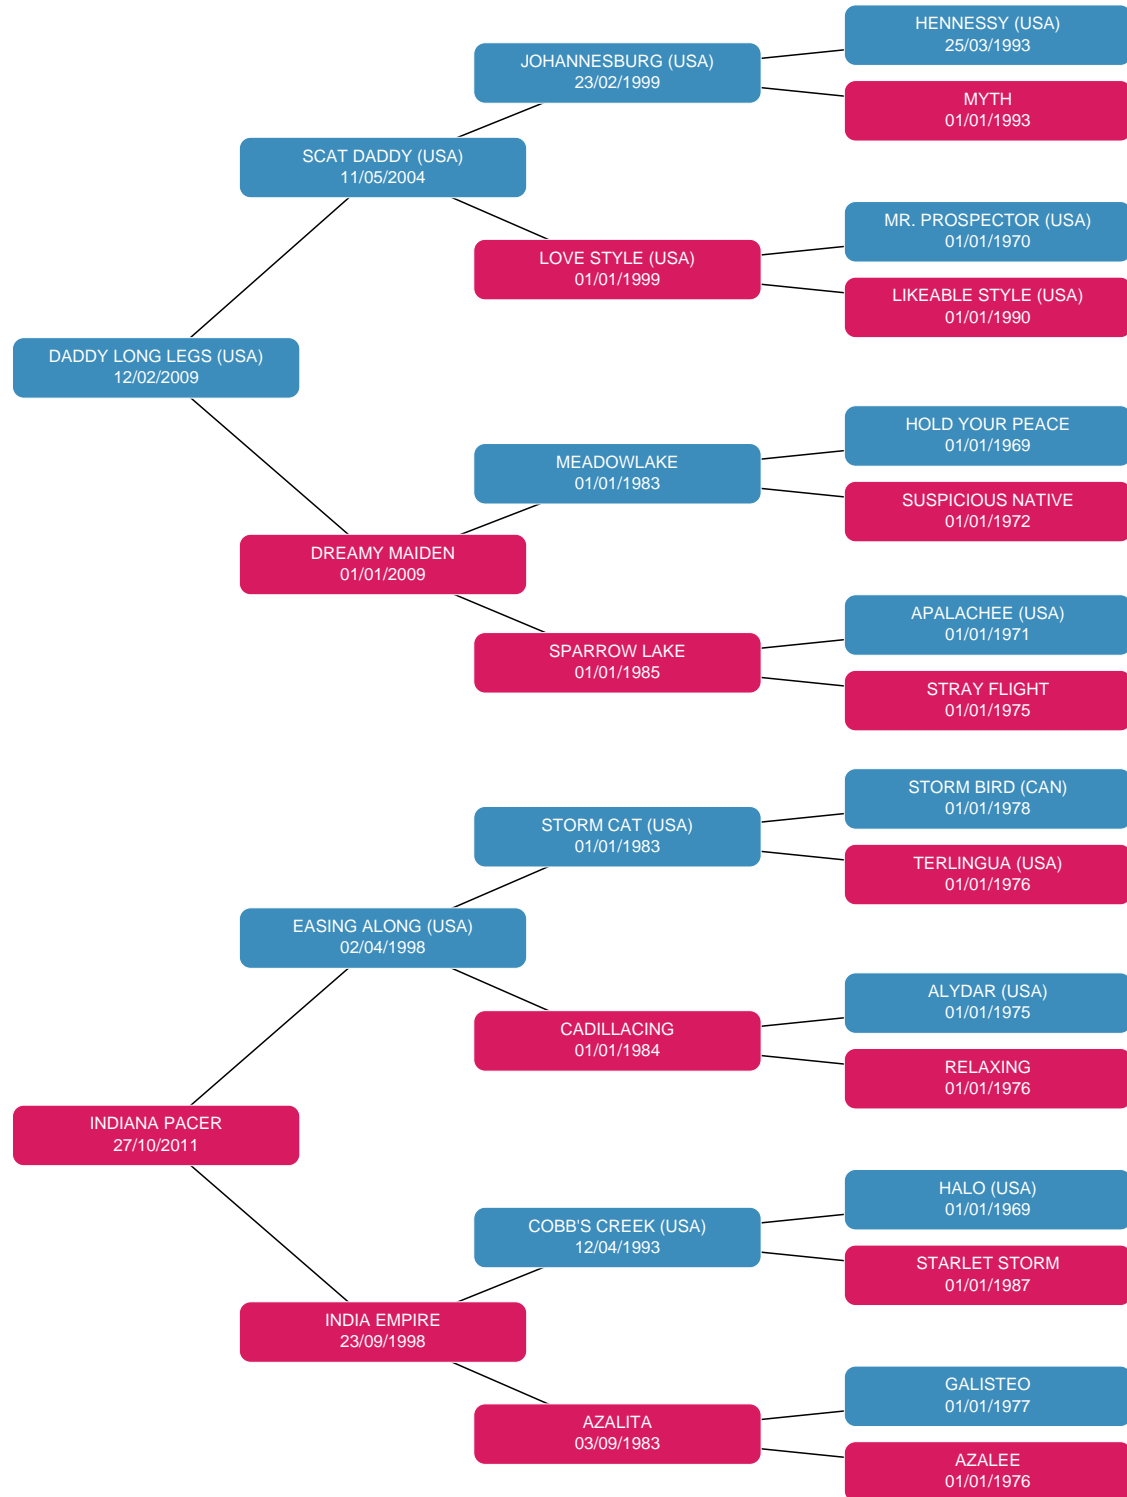 HENNESSY (USA)
25/03/1993
JOHANNESBURG (USA)
23/02/1999
MYTH
01/01/1993
SCAT DADDY (USA)
11/05/2004
MR. PROSPECTOR (USA)
01/01/1970
LOVE STYLE (USA)
01/01/1999
LIKEABLE STYLE (USA)
01/01/1990
DADDY LONG LEGS (USA)
12/02/2009
HOLD YOUR PEACE
01/01/1969
MEADOWLAKE
01/01/1983
SUSPICIOUS NATIVE
01/01/1972
DREAMY MAIDEN
01/01/2009
APALACHEE (USA)
01/01/1971
SPARROW LAKE
01/01/1985
STRAY FLIGHT
01/01/1975
STORM BIRD (CAN)
01/01/1978
STORM CAT (USA)
01/01/1983
TERLINGUA (USA)
01/01/1976
EASING ALONG (USA)
02/04/1998
ALYDAR (USA)
01/01/1975
CADILLACING
01/01/1984
RELAXING
01/01/1976
INDIANA PACER
27/10/2011
HALO (USA)
01/01/1969
COBB'S CREEK (USA)
12/04/1993
STARLET STORM
01/01/1987
INDIA EMPIRE
23/09/1998
GALISTEO
01/01/1977
AZALITA
03/09/1983
AZALEE
01/01/1976